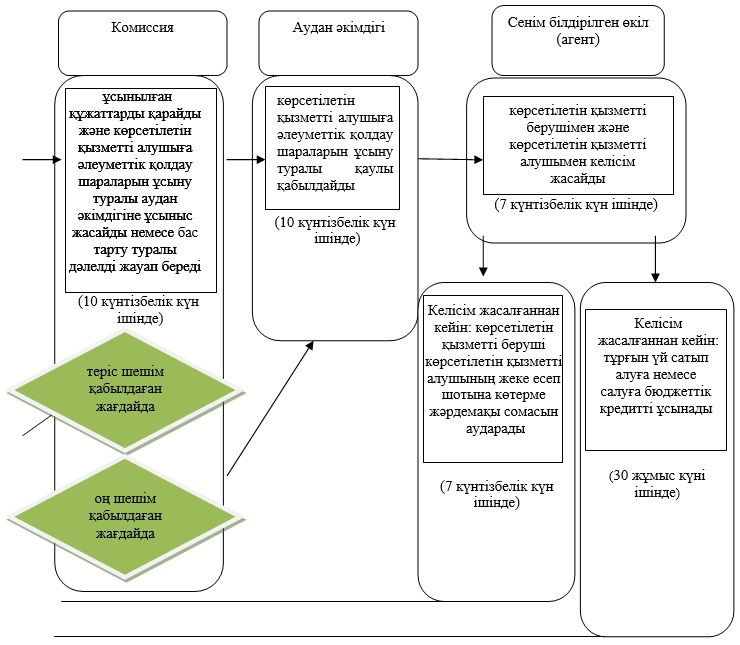 Комиссия
Аудан әкімдігі
Сенім білдірілген өкіл
(агент)
ұсынылған
құжаттарды қарайды
және көрсетілетін
қызметті алушыға
әлеуметтік қолдау
шараларын ұсыну
туралы аудан
әкімдігіне ұсыныс
жасайды немесе бас
тарту туралы
дәлелді жауап береді
(10 күнтізбелік күн
ішінде)
көрсетілетін
қызметті алушыға
әлеуметтік қолдау
шараларын ұсыну
туралы қаулы
қабылдайды
(10 күнтізбелік күн
ішінде)
көрсетілетін қызметті
берушімен және
көрсетілетін қызметті
алушымен келісім
жасайды
(7 күнтізбелік күн ішінде)
теріс шешім
қабылдаған
жағдайда
оң шешім
қабылдаған
жағдайда
Келісім жасалғаннан
кейін: көрсетілетін
қызметті беруші
көрсетілетін қызметті
алушының жеке есеп
шотына көтерме
жәрдемақы сомасын
аударады
(7 күнтізбелік күн
ішінде)
Келісім
жасалғаннан кейін:
тұрғын үй сатып
алуға немесе
салуға бюджеттік
кредитті ұсынады
(30 жұмыс күні
ішінде)